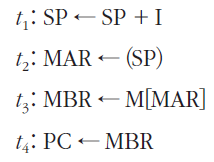 t₁: SP ← SP + I
t₂: MAR ← (SP)
t₃: MBR ← M[MAR]
t₄: PC ← MBR